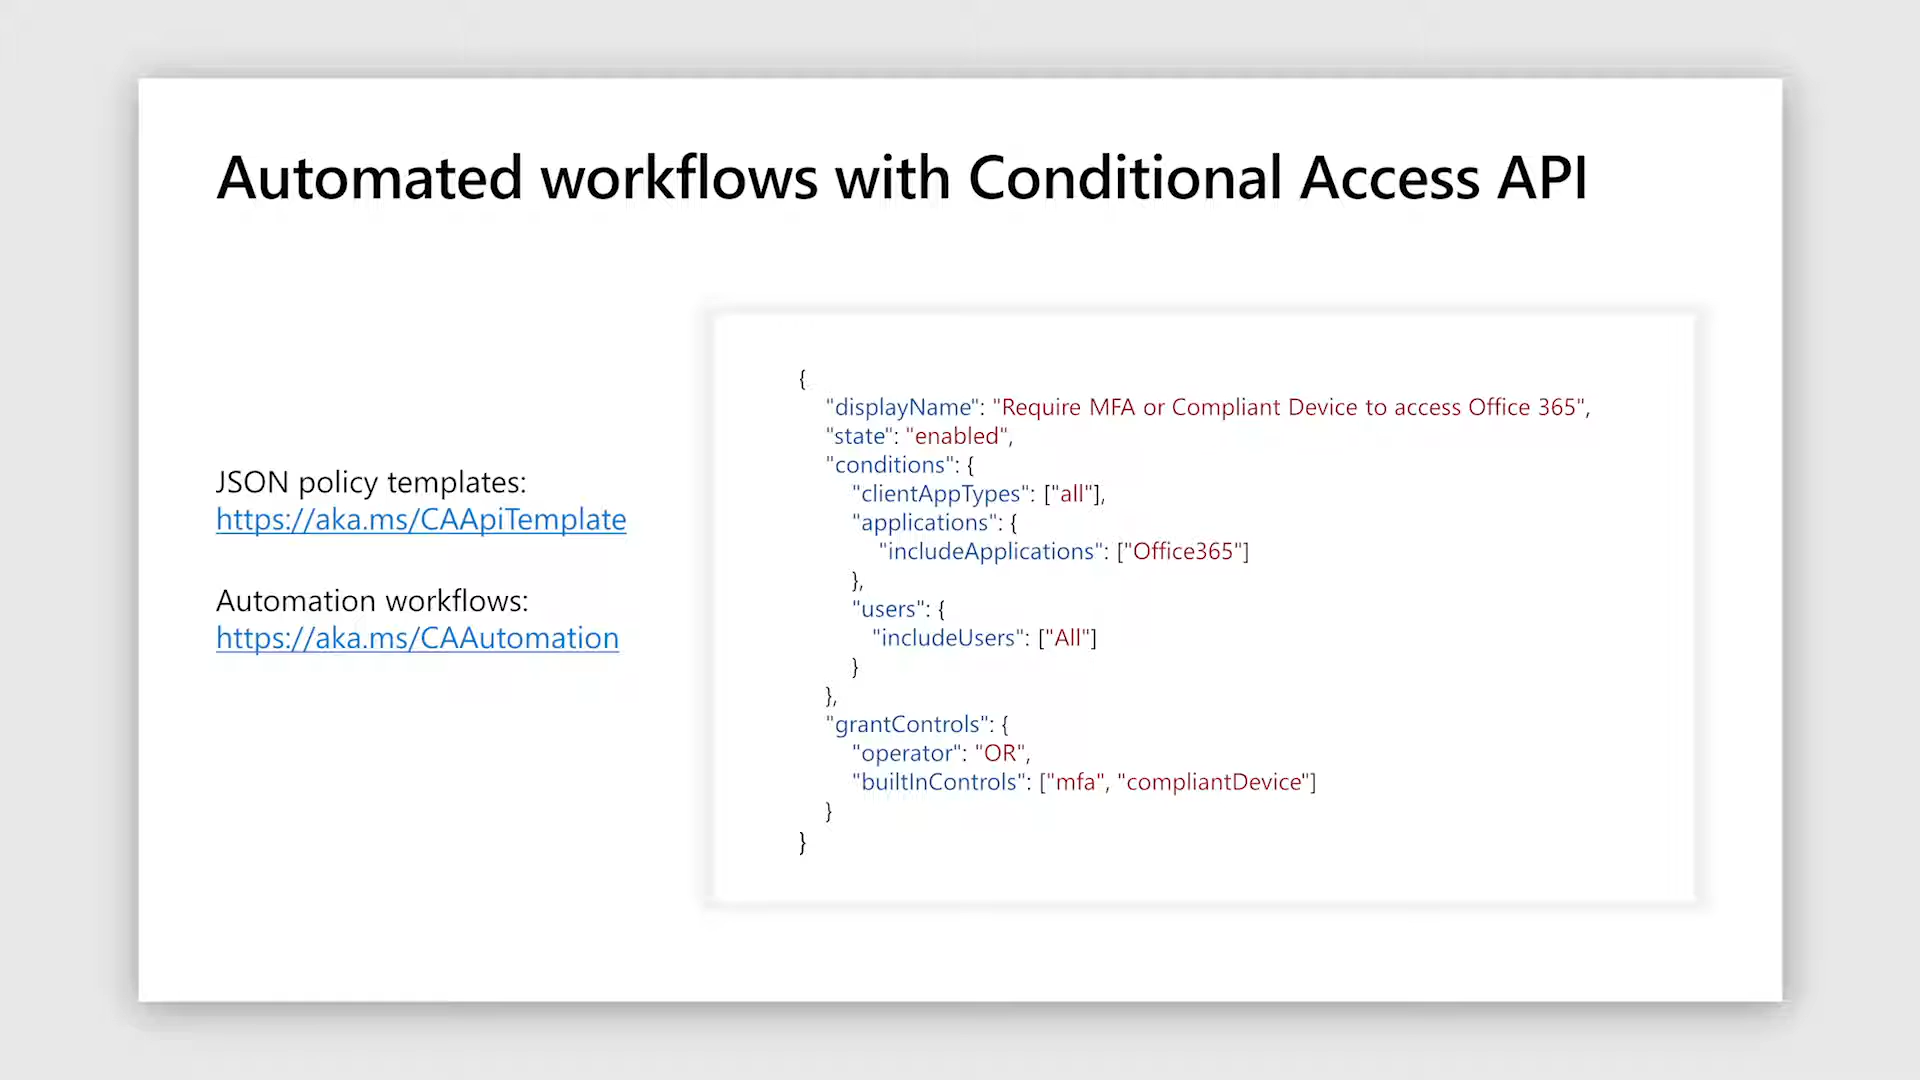 Automated workflows with Conditional Access API
JSON policy templates:
https://aka.ms/CAApiTemplate
Automation workflows:
https://aka.ms/CAAutomation
{
"displayName": "Require MFA or Compliant Device to access Office 365",
"state": "enabled",
"conditions": {
"clientAppTypes": ["all"],
"applications": {
"includeApplications": ["Office365"]
},
"users": {
"includeUsers": ["All"]
}
},
"grantControls": {
"operator": "OR",
"builtInControls": ["mfa", "compliantDevice"]
}
}